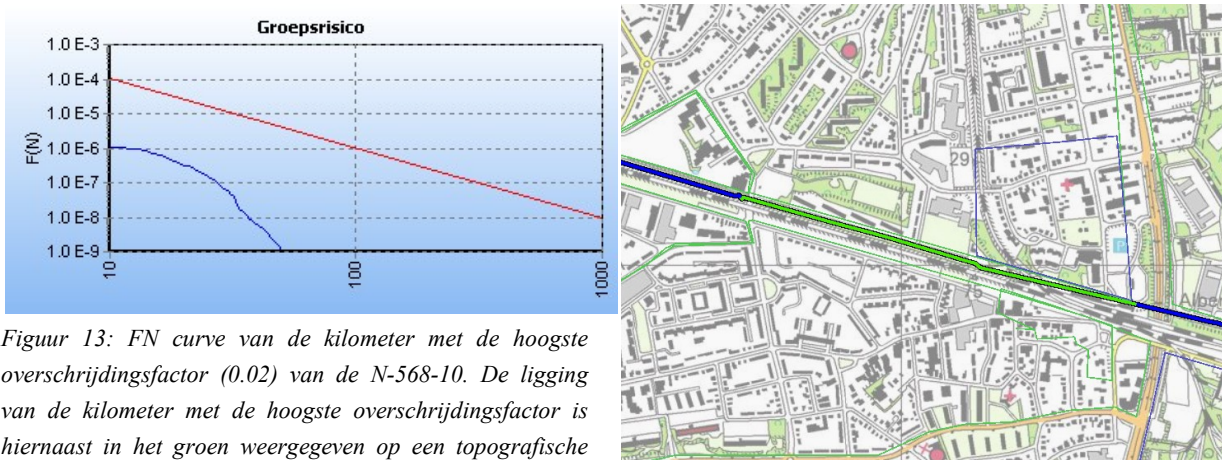 Groepsrisico
1.0 E-3
1.0 E-4
1.0 E-5
1.0 E-6
1.0 E-7
1.0 E-8
1.0 E-9
F(N)
10
100
1000
Figuur 13: FN curve van de kilometer met de hoogste
overschrijdingsfactor (0.02) van de N-568-10. De ligging
van de kilometer met de hoogste overschrijdingsfactor is
hiernaast in het groen weergegeven op een topografische
29
P
75
Alber